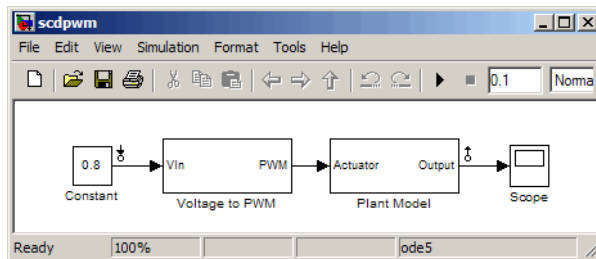 scdpwm
File Edit View Simulation Format Tools Help
0.1 Norma
0.8 VIn PWM Actuator Output
Constant Voltage to PWM Plant Model Scope
Ready 100% ode5